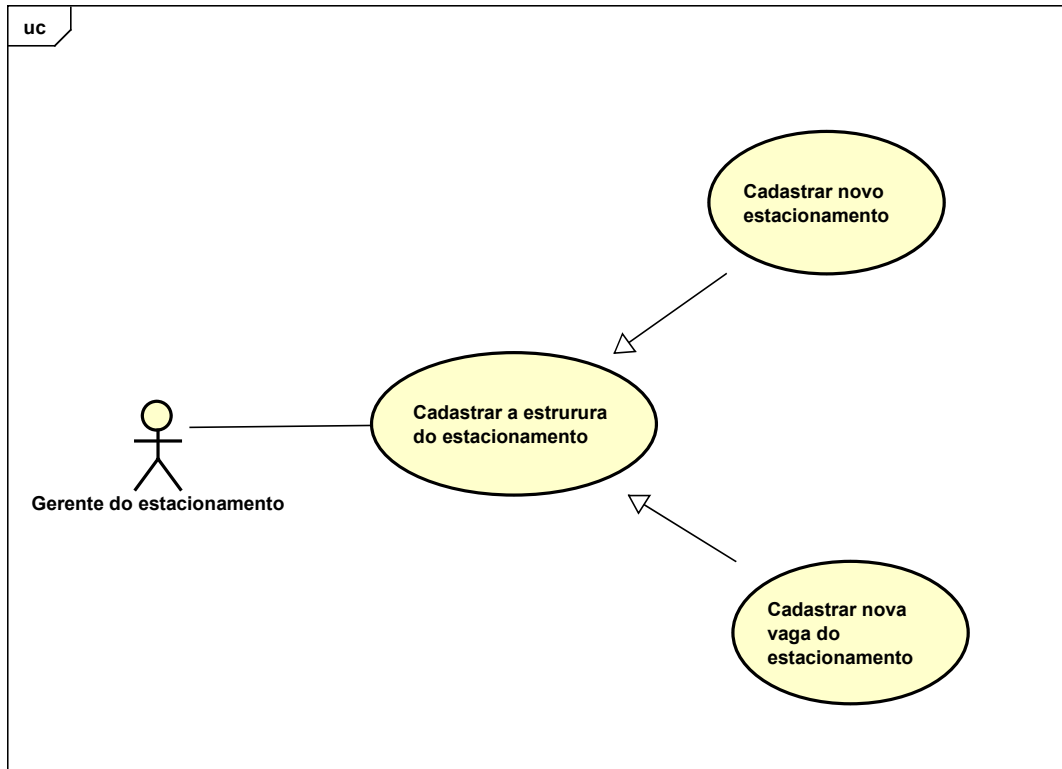 uc
Cadastrar novo
estacionamento
Cadastrar a estrurura
do estacionamento
Gerente do estacionamento
Cadastrar nova
vaga do
estacionamento